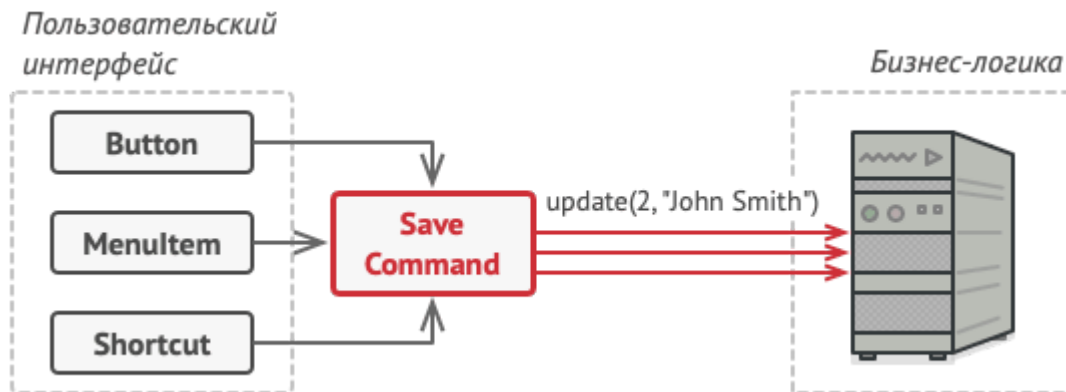 Пользовательский
интерфейс
Бизнес-логика
Button
MenuItem
Shortcut
Save
Command
update(2, "John Smith")